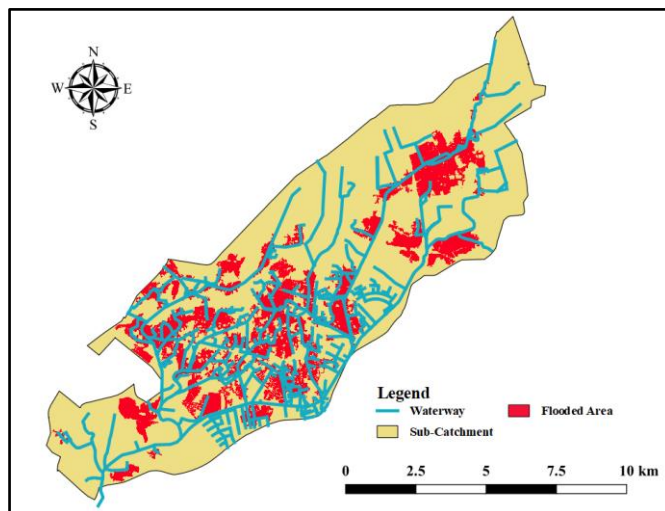 N
W E
S
Legend
Waterway Flooded Area
Sub-Catchment
0 2.5 5 7.5 10 km